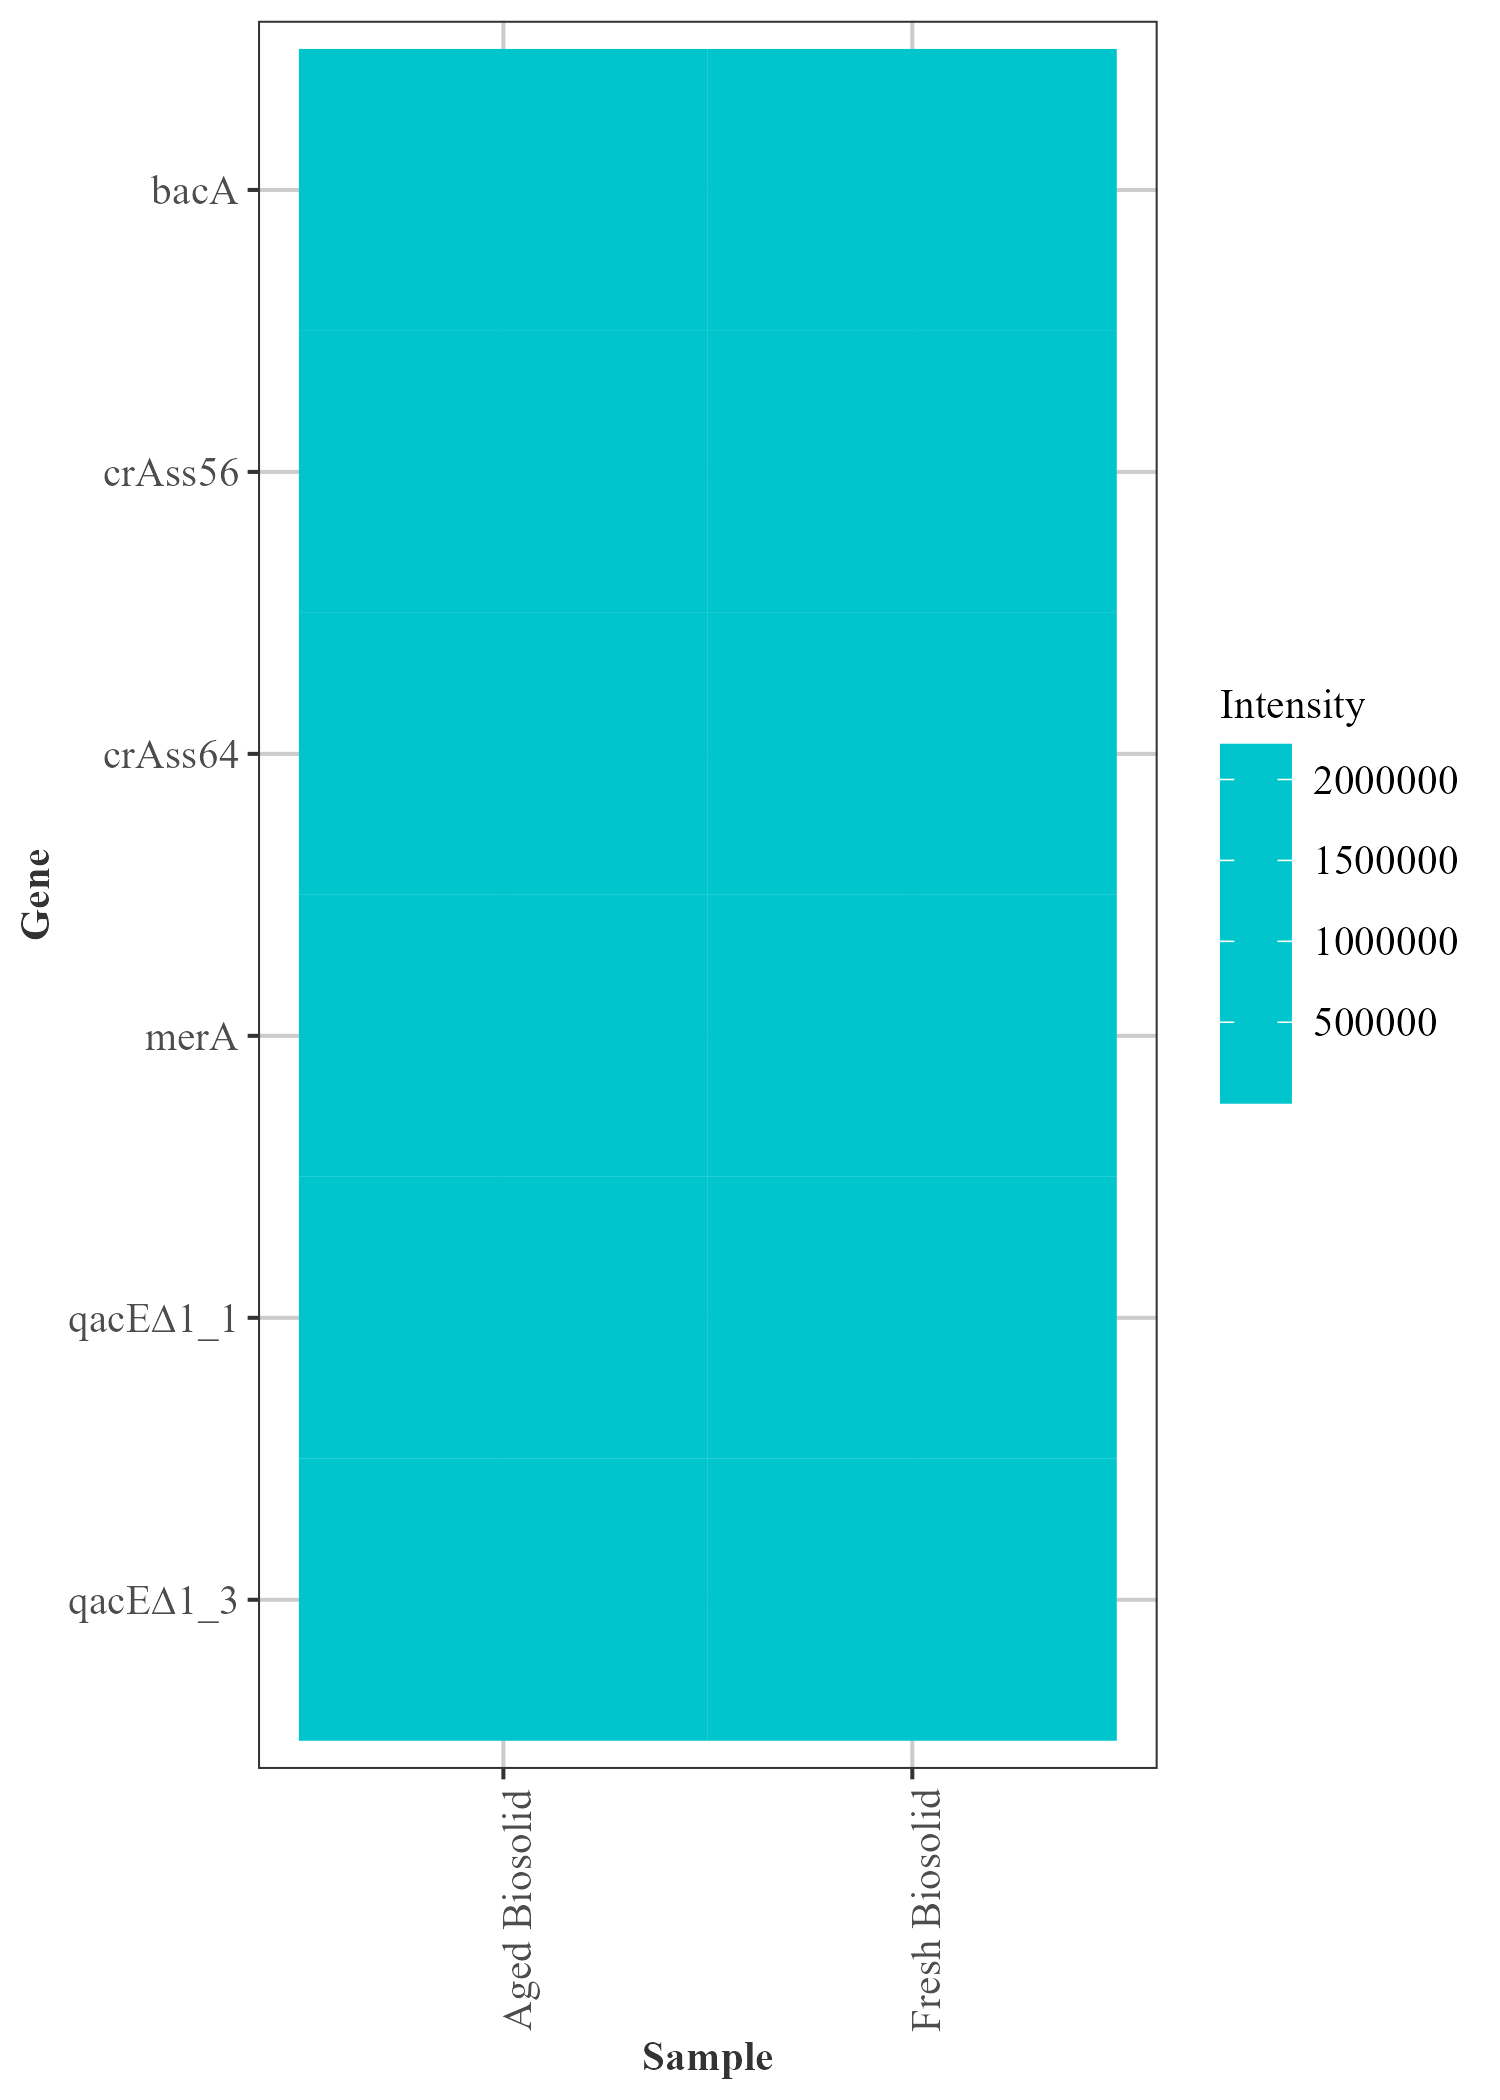 bacA
crAss56
crAss64
merA
qacEΔ1_1
qacEΔ1_3
Gene
Aged Biosolid
Fresh Biosolid
Sample
Intensity
2000000
1500000
1000000
500000